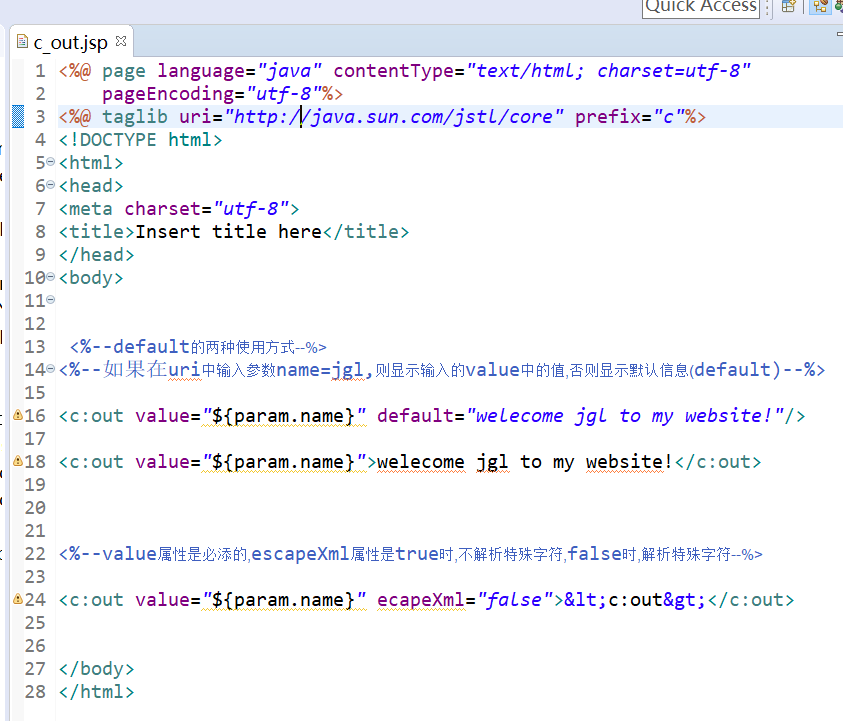 Quick Access
c_out.jsp
1 <%@ page language="java" contentType="text/html; charset=utf-8"
2     pageEncoding="utf-8"%>
3 <%@ taglib uri="http://java.sun.com/jstl/core" prefix="c"%>
4 <!DOCTYPE html>
5 <html>
6 <head>
7 <meta charset="utf-8">
8 <title>Insert title here</title>
9 </head>
10 <body>
11
12
13  <%--default的两种使用方式--%>
14 <%--如果在uri中输入参数name=jgl,则显示输入的value中的值,否则显示默认信息(default)--%>
15
16 <c:out value="${param.name}" default="welecome jgl to my website!"/>
17
18 <c:out value="${param.name}">welecome jgl to my website!</c:out>
19
20
21
22 <%--value属性是必添的,escapeXml属性是true时,不解析特殊字符,false时,解析特殊字符--%>
23
24 <c:out value="${param.name}" ecapeXml="false">&lt;c:out&gt;</c:out>
25
26
27 </body>
28 </html>